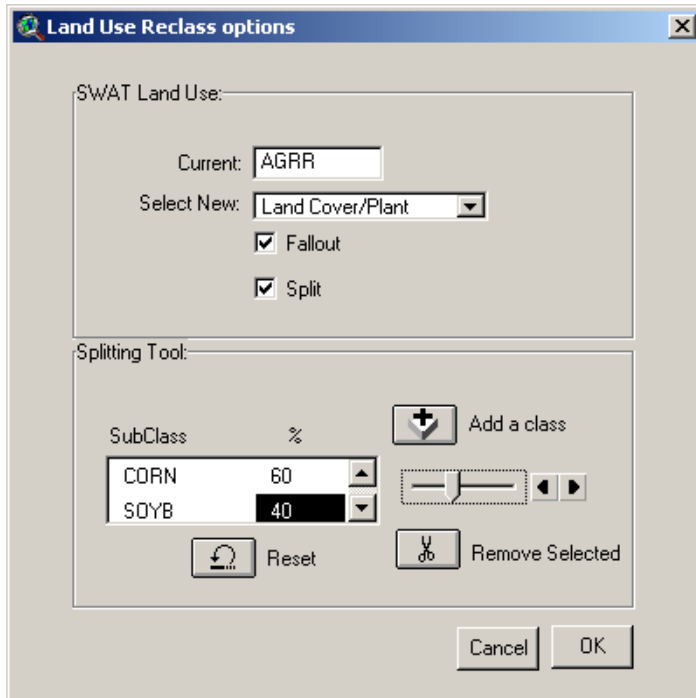 Land Use Reclass options
SWAT Land Use:
Current: AGRR
Select New: Land Cover/Plant
Fallout
Split
Splitting Tool:
Add a class
SubClass %
CORN 60
SOYB 40
Reset
Remove Selected
Cancel OK